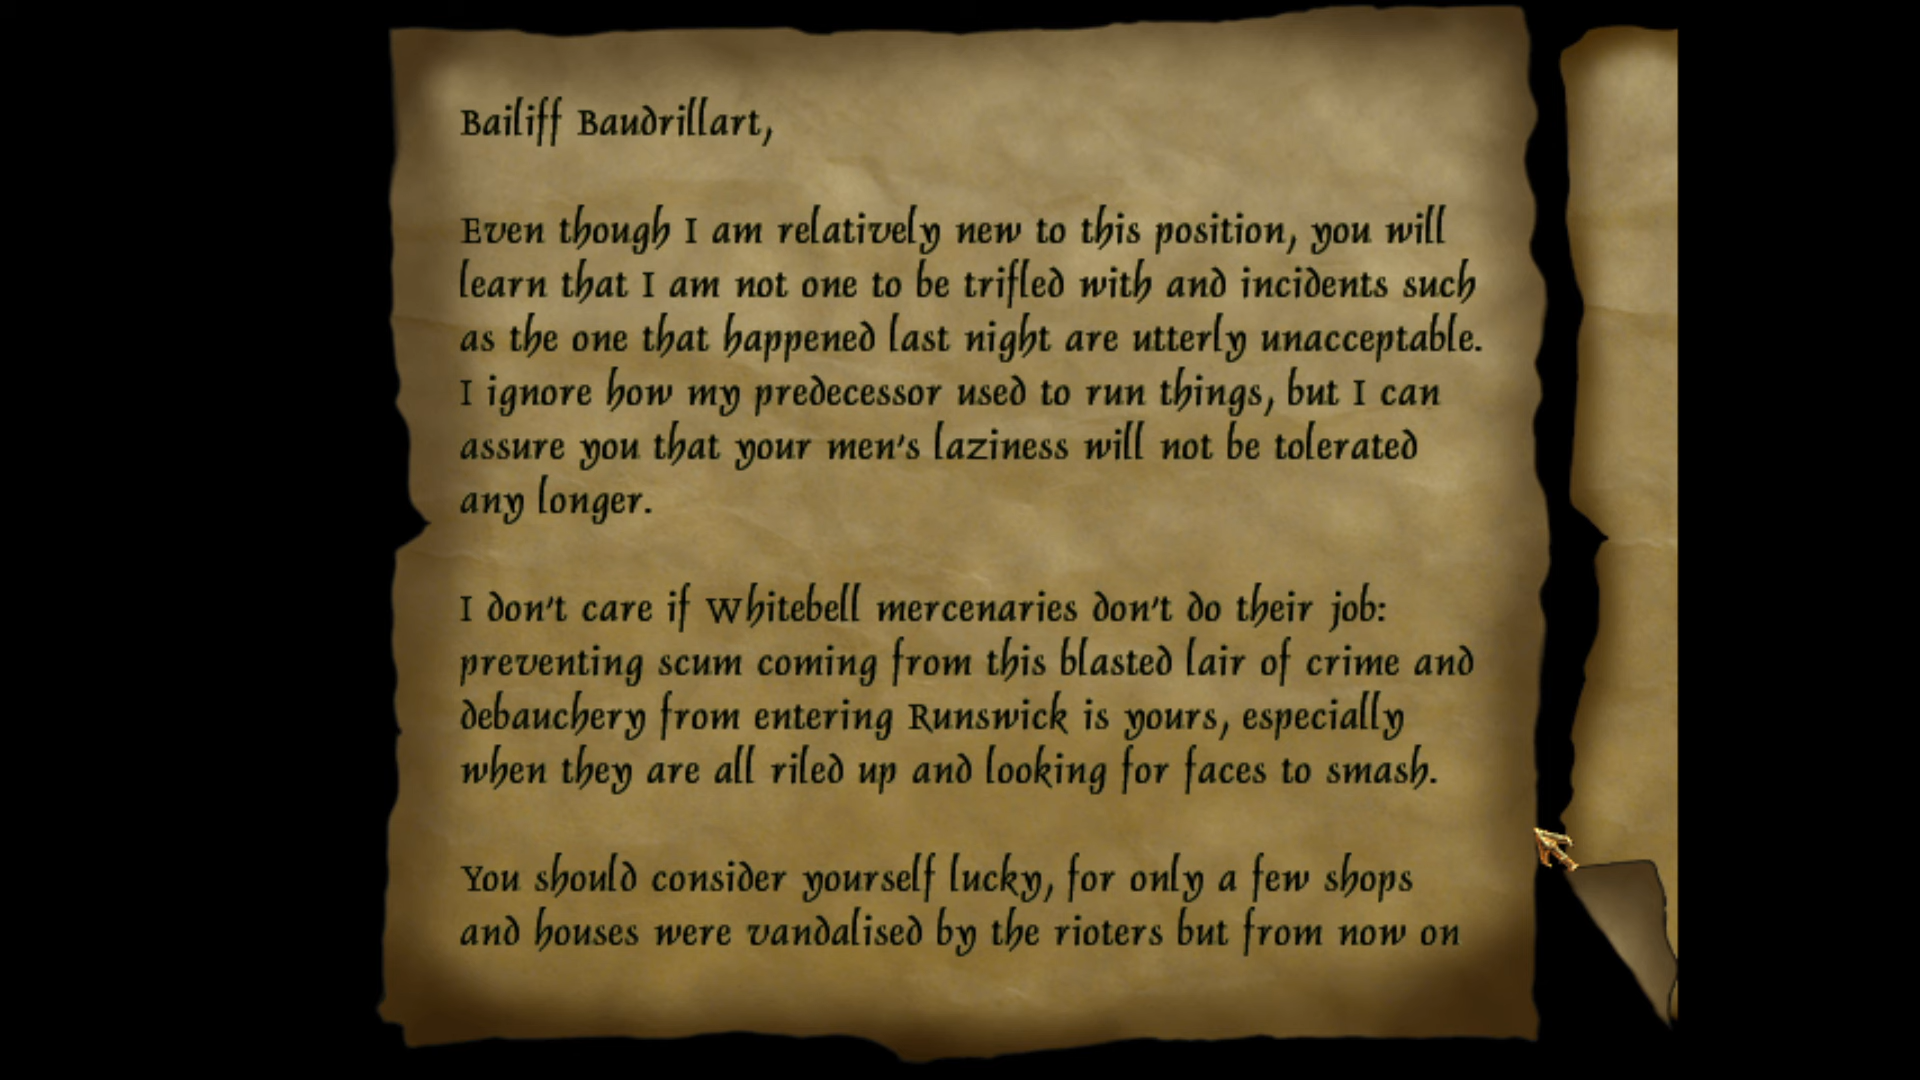 Bailiff Baudrillart,
Even though I am relatively new to this position, you will
learn that I am not one to be trifled with and incidents such
as the one that happened last night are utterly unacceptable.
I ignore how my predecessor used to run things, but I can
assure you that your men's laziness will not be tolerated
any longer.
I don't care if Whitebell mercenaries don't do their job:
preventing scum coming from this blasted lair of crime and
debauchery from entering Runswick is yours, especially
when they are all riled up and looking for faces to smash.
You should consider yourself lucky, for only a few shops
and houses were vandalised by the rioters but from now on